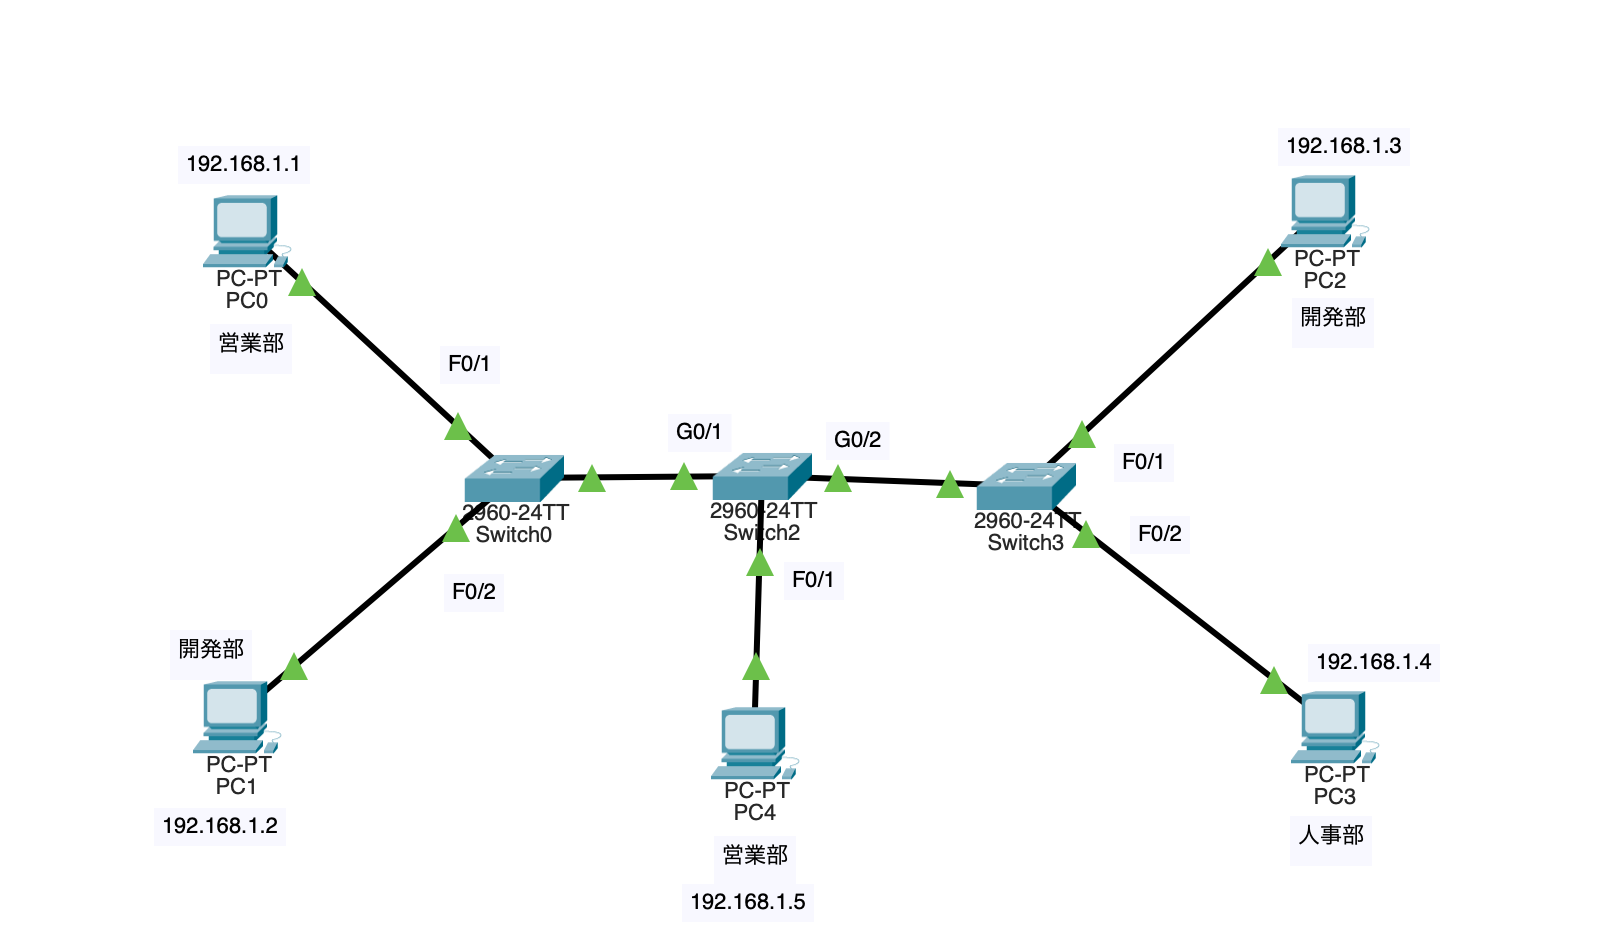 192.168.1.1
PC-PT
PC0
営業部
F0/1
F0/2
開発部
PC-PT
PC1
192.168.1.2
2960-24TT
Switch0
G0/1
G0/2
2960-24TT
Switch2
F0/1
PC-PT
PC4
営業部
192.168.1.5
2960-24TT
Switch3
F0/1
F0/2
192.168.1.3
PC-PT
PC2
開発部
192.168.1.4
PC-PT
PC3
人事部